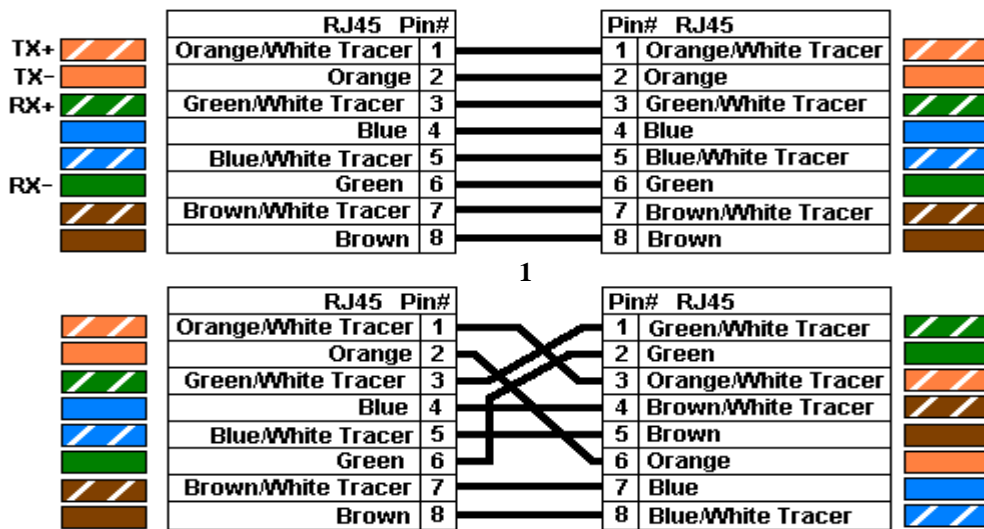 RJ45 Pin# Pin# RJ45
TX+ Orange/White Tracer 1 1 Orange/White Tracer
TX- Orange 2 2 Orange
RX+ Green/White Tracer 3 3 Green/White Tracer
Blue 4 4 Blue
Blue/White Tracer 5 5 Blue/White Tracer
RX- Green 6 6 Green
Brown/White Tracer 7 7 Brown/White Tracer
Brown 8 8 Brown
1
RJ45 Pin# Pin# RJ45
Orange/White Tracer 1 1 Green/White Tracer
Orange 2 2 Green
Green/White Tracer 3 3 Orange/White Tracer
Blue 4 4 Brown/White Tracer
Blue/White Tracer 5 5 Brown
Green 6 6 Orange
Brown/White Tracer 7 7 Blue
Brown 8 8 Blue/White Tracer